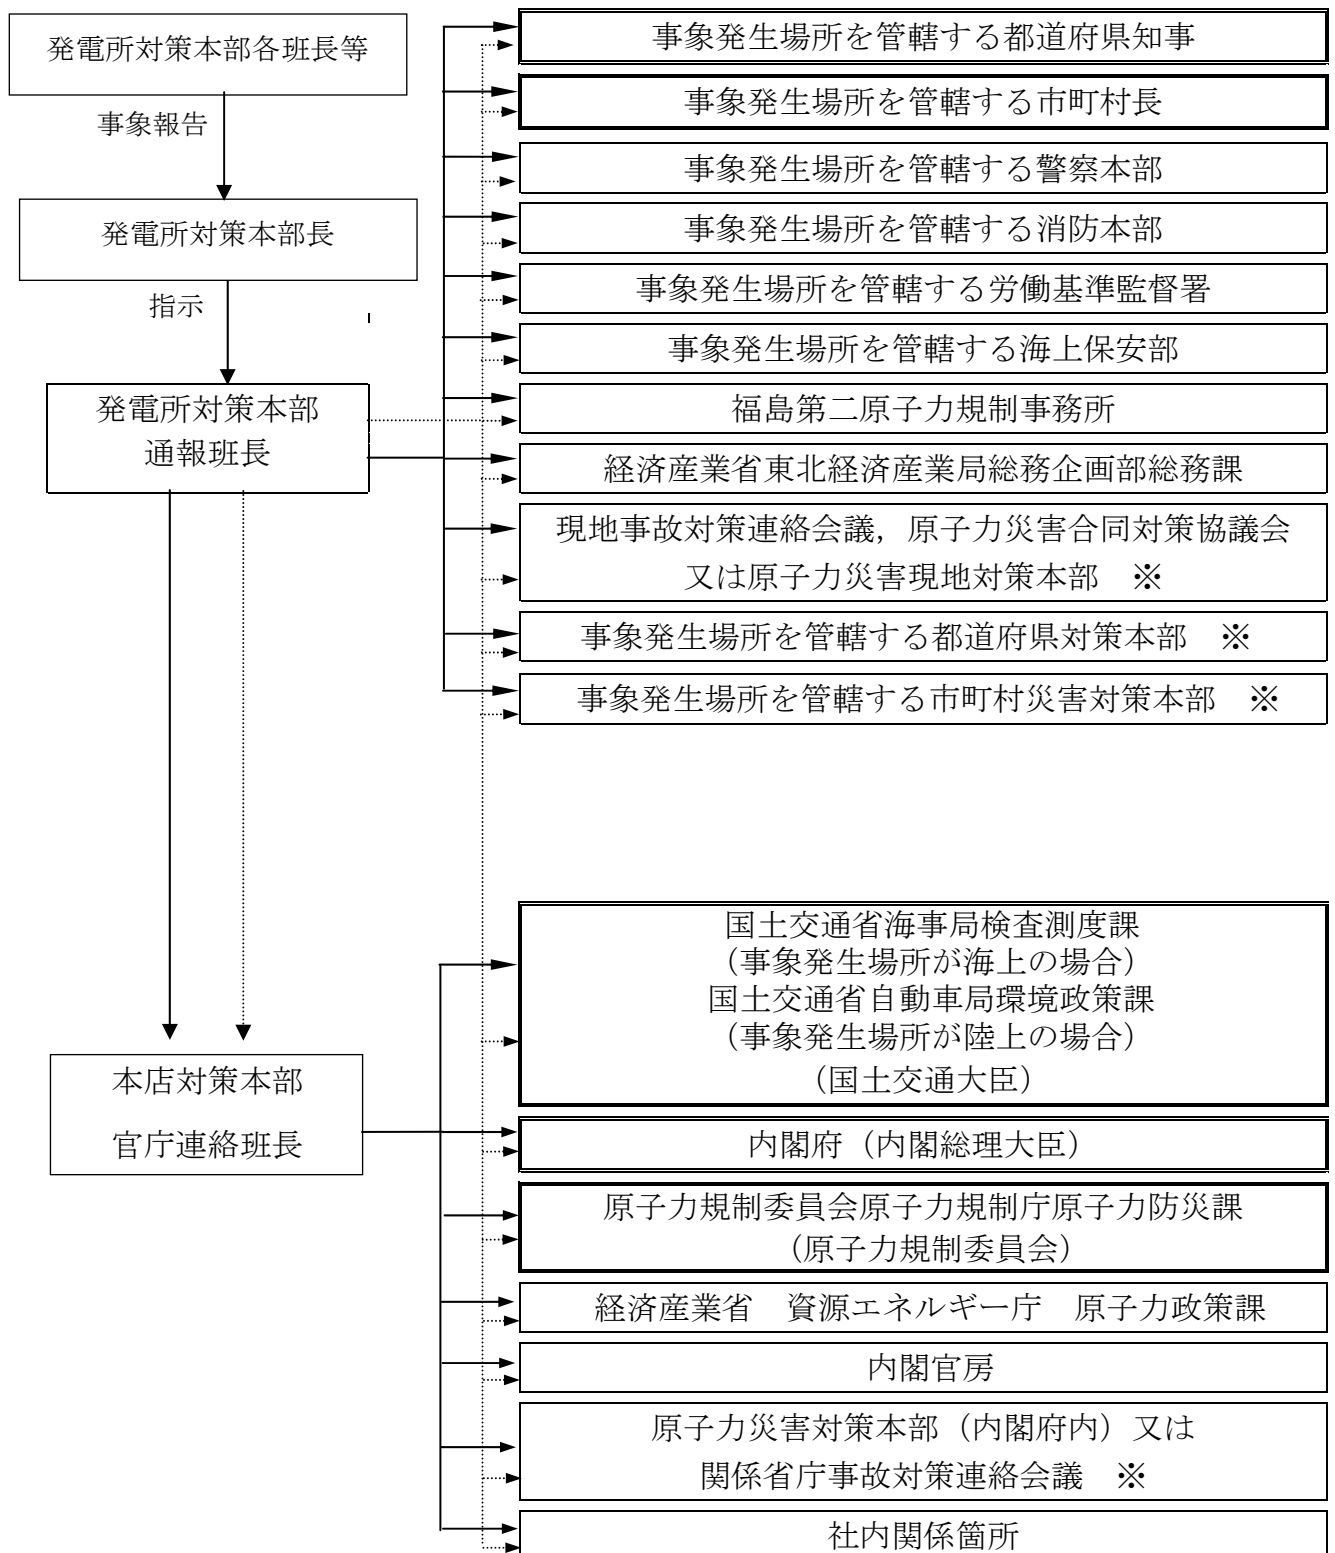 発電所対策本部各班長等
事象報告
発電所対策本部長
指示
発電所対策本部
通報班長
事象発生場所を管轄する都道府県知事
事象発生場所を管轄する市町村長
事象発生場所を管轄する警察本部
事象発生場所を管轄する消防本部
事象発生場所を管轄する労働基準監督署
事象発生場所を管轄する海上保安部
福島第二原子力規制事務所
経済産業省東北経済産業局総務企画部総務課
現地事故対策連絡会議，原子力災害合同対策協議会
又は原子力災害現地対策本部　※
事象発生場所を管轄する都道府県対策本部　※
事象発生場所を管轄する市町村災害対策本部　※
本店対策本部
官庁連絡班長
国土交通省海事局検査測度課
（事象発生場所が海上の場合）
国土交通省自動車局環境政策課
（事象発生場所が陸上の場合）
（国土交通大臣）
内閣府（内閣総理大臣）
原子力規制委員会原子力規制庁原子力防災課
（原子力規制委員会）
経済産業省　資源エネルギー庁　原子力政策課
内閣官房
原子力災害対策本部（内閣府内）又は
関係省庁事故対策連絡会議　※
社内関係箇所